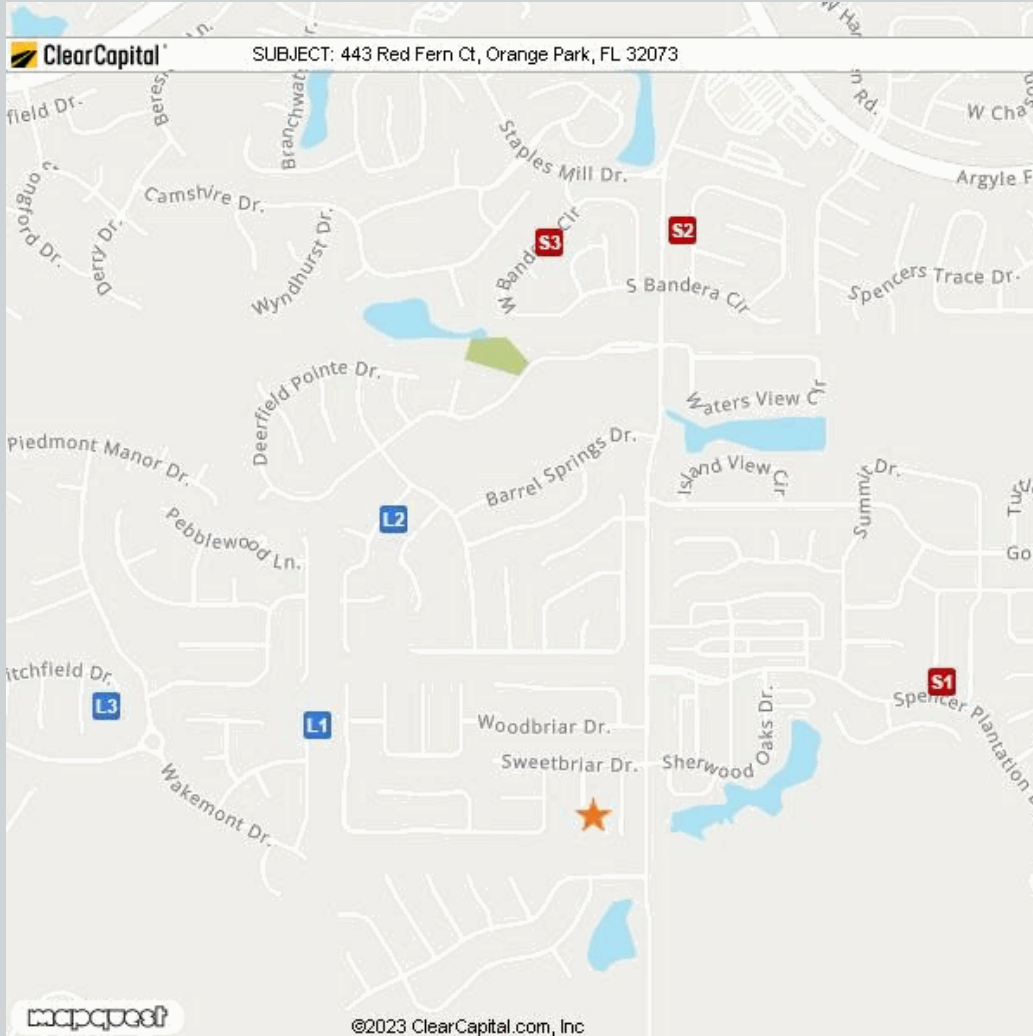 ClearCapital
SUBJECT: 443 Red Fern Ct, Orange Park, FL 32073
W Cha
Staples Mill Dr.
Argyle F
Camshire Dr.
Derry Dr.
Wyndhurst Dr.
W Bandera Cir
S3
S2
S Bandera Cir
Spencers Trace Dr.
Deerfield Pointe Dr.
Waters View Cir
Piedmont Manor Dr.
Barrel Springs Dr.
Island View Cir
Summit Dr.
L2
Pebblewood Ln.
Go
itchfield Dr.
L3
L1
S1
Woodbriar Dr.
Spencer Plantation
Sweetbriar Dr.
Sherwood Oaks Dr.
Wakemont Dr.
mapquest
©2023 ClearCapital.com, Inc